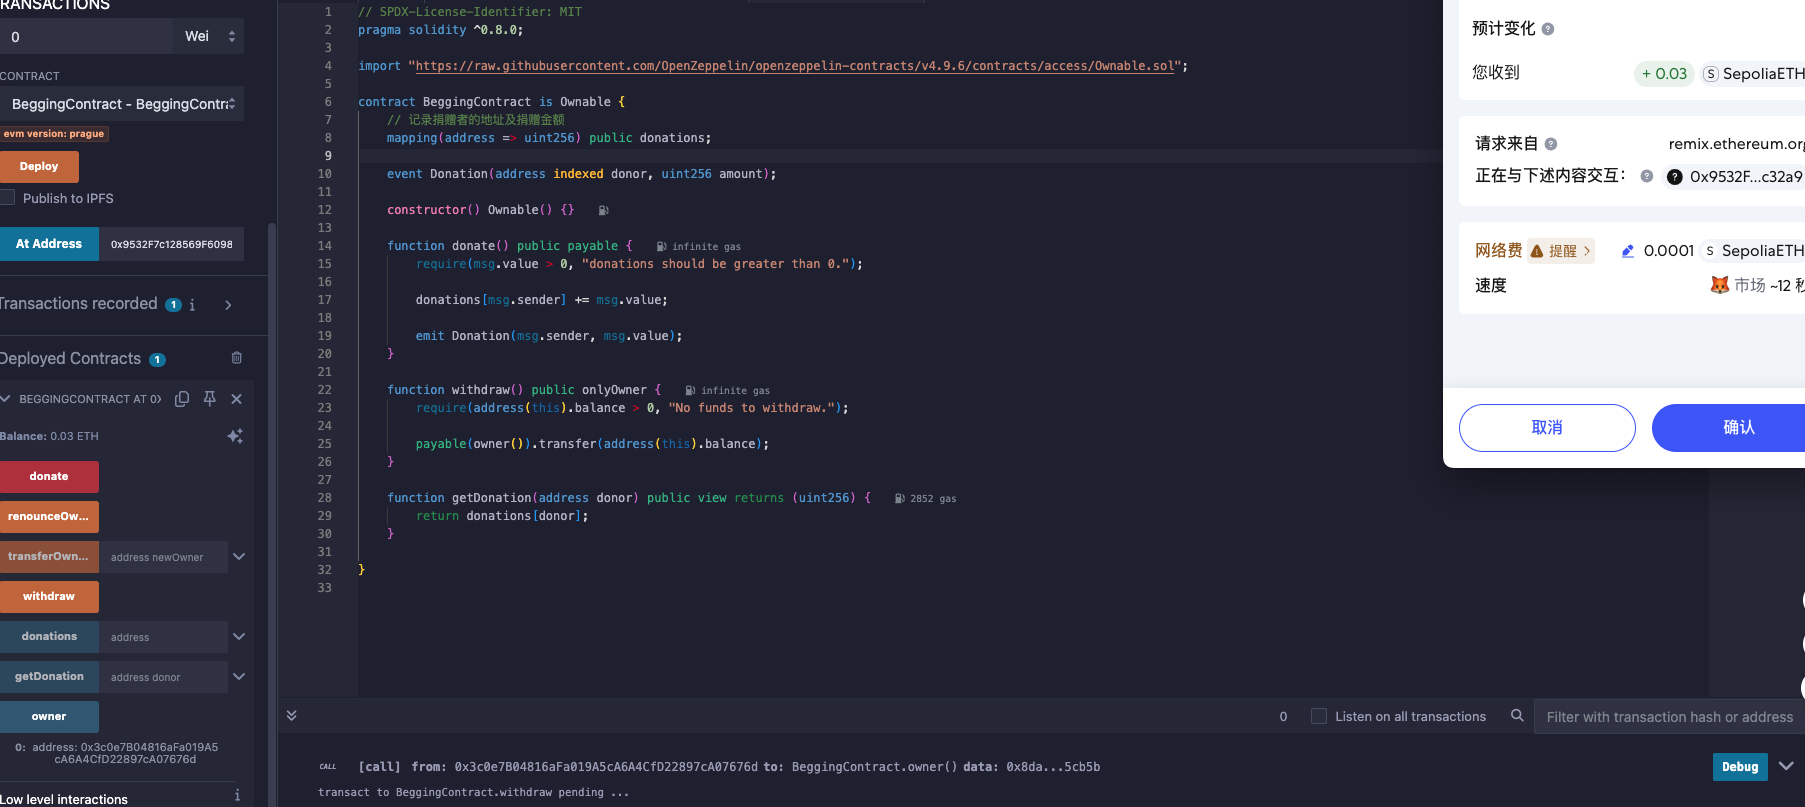 TRANSACTIONS
0
Wei
CONTRACT
BeggingContract - BeggingContra
evm version: prague
Deploy
Publish to IPFS
At Address
0x9532F7c128569F6098
Transactions recorded 1 i
Deployed Contracts 1
BEGGINGCONTRACT AT 0X
Balance: 0.03 ETH
donate
renounceOw...
transferOwn...
address newOwner
withdraw
donations
address
getDonation
address donor
owner
0: address: 0x3c0e7B04816aFa019A5
cA6A4CfD22897cA07676d
Low level interactions
i
1 // SPDX-License-Identifier: MIT
2 pragma solidity ^0.8.0;
3
4 import "https://raw.githubusercontent.com/OpenZeppelin/openzeppelin-contracts/v4.9.6/contracts/access/Ownable.sol";
5
6 contract BeggingContract is Ownable {
7 // 记录捐赠者的地址及捐赠金额
8 mapping(address => uint256) public donations;
9
10 event Donation(address indexed donor, uint256 amount);
11
12 constructor() Ownable() {}
13
14 function donate() public payable { infinite gas
15 require(msg.value > 0, "donations should be greater than 0.");
16
17 donations[msg.sender] += msg.value;
18
19 emit Donation(msg.sender, msg.value);
20 }
21
22 function withdraw() public onlyOwner { infinite gas
23 require(address(this).balance > 0, "No funds to withdraw.");
24
25 payable(owner()).transfer(address(this).balance);
26 }
27
28 function getDonation(address donor) public view returns (uint256) { 2852 gas
29 return donations[donor];
30 }
31
32 }
33
预计变化 ?
您收到
+ 0.03
S SepoliaETH
请求来自 ?
remix.ethereum.org
正在与下述内容交互： ?
? 0x9532F...c32a9
网络费
提醒 >
0.0001
S SepoliaETH
速度
市场 ~12 秒
取消
确认
0
Listen on all transactions
Filter with transaction hash or address
CALL
[call] from: 0x3c0e7B04816aFa019A5cA6A4CfD22897cA07676d to: BeggingContract.owner() data: 0x8da...5cb5b
Debug
transact to BeggingContract.withdraw pending ...